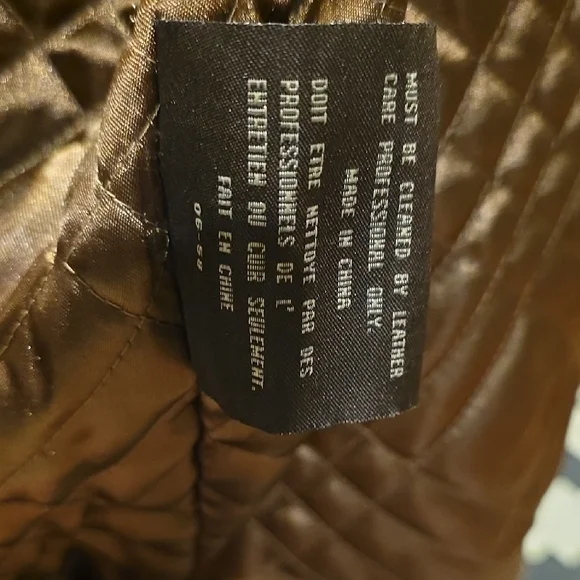 MUST BE CLEANED BY LEATHER
CARE PROFESSIONAL ONLY
MADE IN CHINA
DOIT ETRE NETOYE PAR DES
PROFESSIONNELS DE L'
ENTRETIEN DU CUIR SEULEMENT.
FAIT EN CHINE